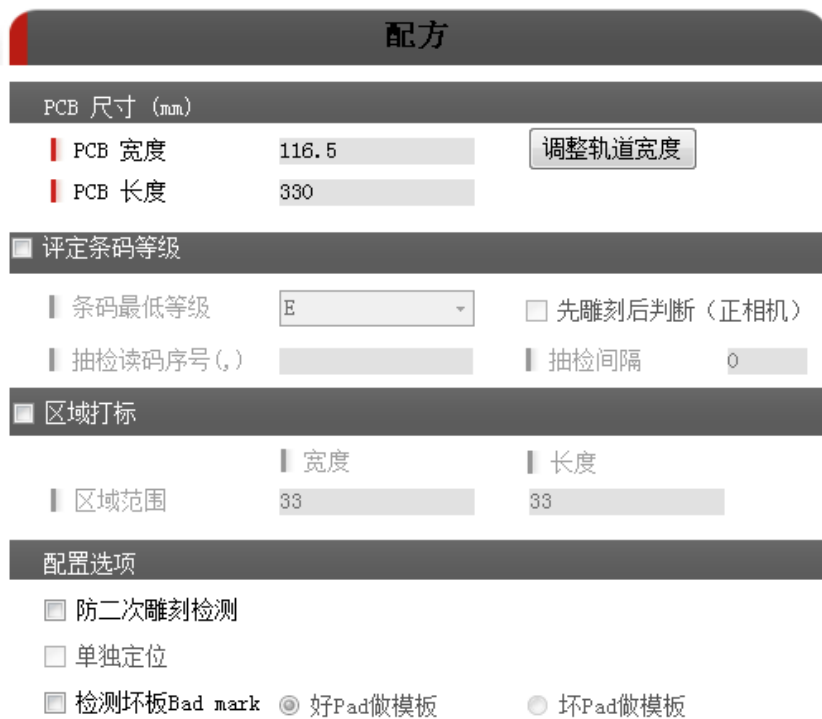 配方
PCB 尺寸 (mm)
PCB 宽度 116.5 调整轨道宽度
PCB 长度 330
评定条码等级
条码最低等级 E 先雕刻后判断（正相机）
抽检读码序号(,) 抽检间隔 0
区域打标
宽度 长度
区域范围 33 33
配置选项
防二次雕刻检测
单独定位
检测坏板Bad mark 好Pad做模板 坏Pad做模板